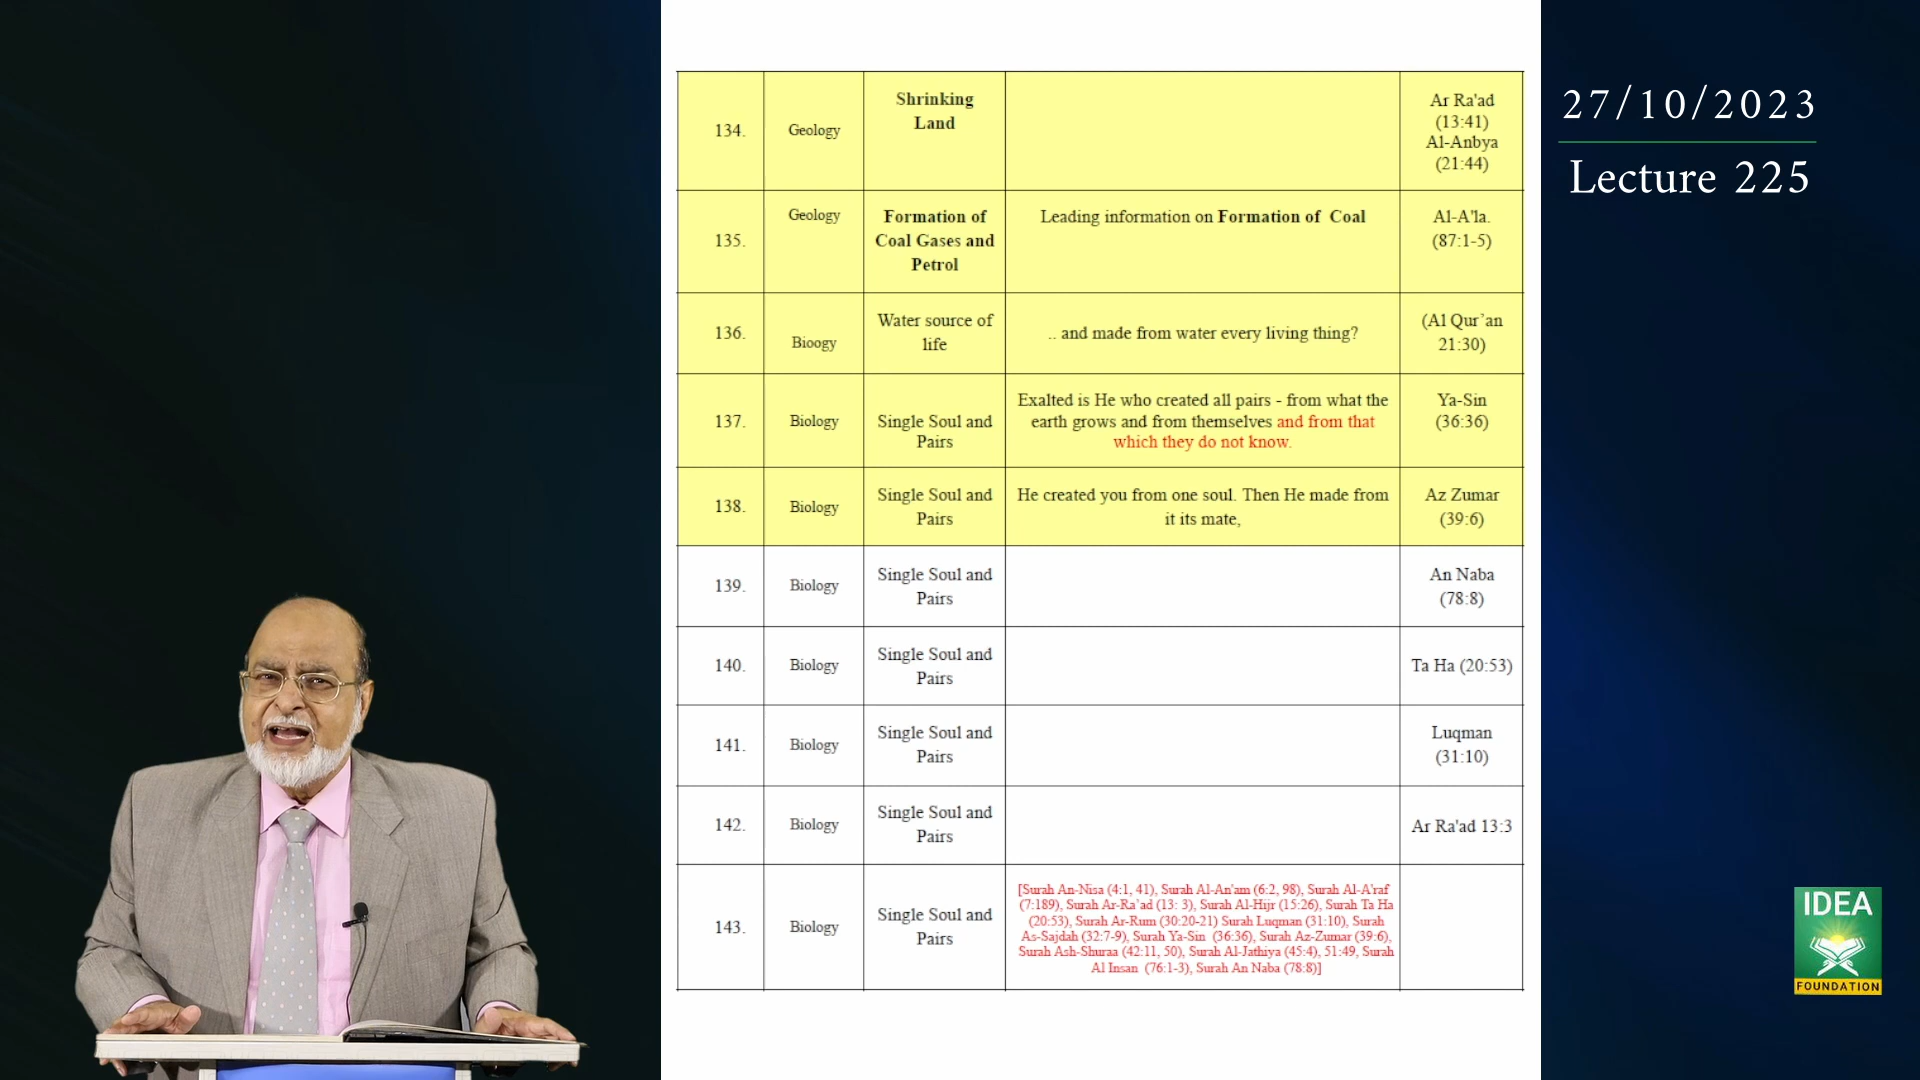 134.
Geology
Shrinking
Land
Ar Ra'ad
(13:41)
Al-Anbya
(21:44)
135.
Geology
Formation of
Coal Gases and
Petrol
Leading information on Formation of Coal
Al-A'la.
(87:1-5)
136.
Bioogy
Water source of
life
.. and made from water every living thing?
(Al Qur’an
21:30)
137.
Biology
Single Soul and
Pairs
Exalted is He who created all pairs - from what the
earth grows and from themselves and from that
which they do not know.
Ya-Sin
(36:36)
138.
Biology
Single Soul and
Pairs
He created you from one soul. Then He made from
it its mate,
Az Zumar
(39:6)
139.
Biology
Single Soul and
Pairs
An Naba
(78:8)
140.
Biology
Single Soul and
Pairs
Ta Ha (20:53)
141.
Biology
Single Soul and
Pairs
Luqman
(31:10)
142.
Biology
Single Soul and
Pairs
Ar Ra'ad 13:3
143.
Biology
Single Soul and
Pairs
[Surah An-Nisa (4:1, 41), Surah Al-An'am (6:2, 98), Surah Al-A'raf
(7:189), Surah Ar-Ra’ad (13: 3), Surah Al-Hijr (15:26), Surah Ta Ha
(20:53), Surah Ar-Rum (30:20-21) Surah Luqman (31:10), Surah
As-Sajdah (32:7-9), Surah Ya-Sin (36:36), Surah Az-Zumar (39:6),
Surah Ash-Shuraa (42:11, 50), Surah Al-Jathiya (45:4), 51:49, Surah
Al Insan (76:1-3), Surah An Naba (78:8)]
27/10/2023
Lecture 225
IDEA
FOUNDATION